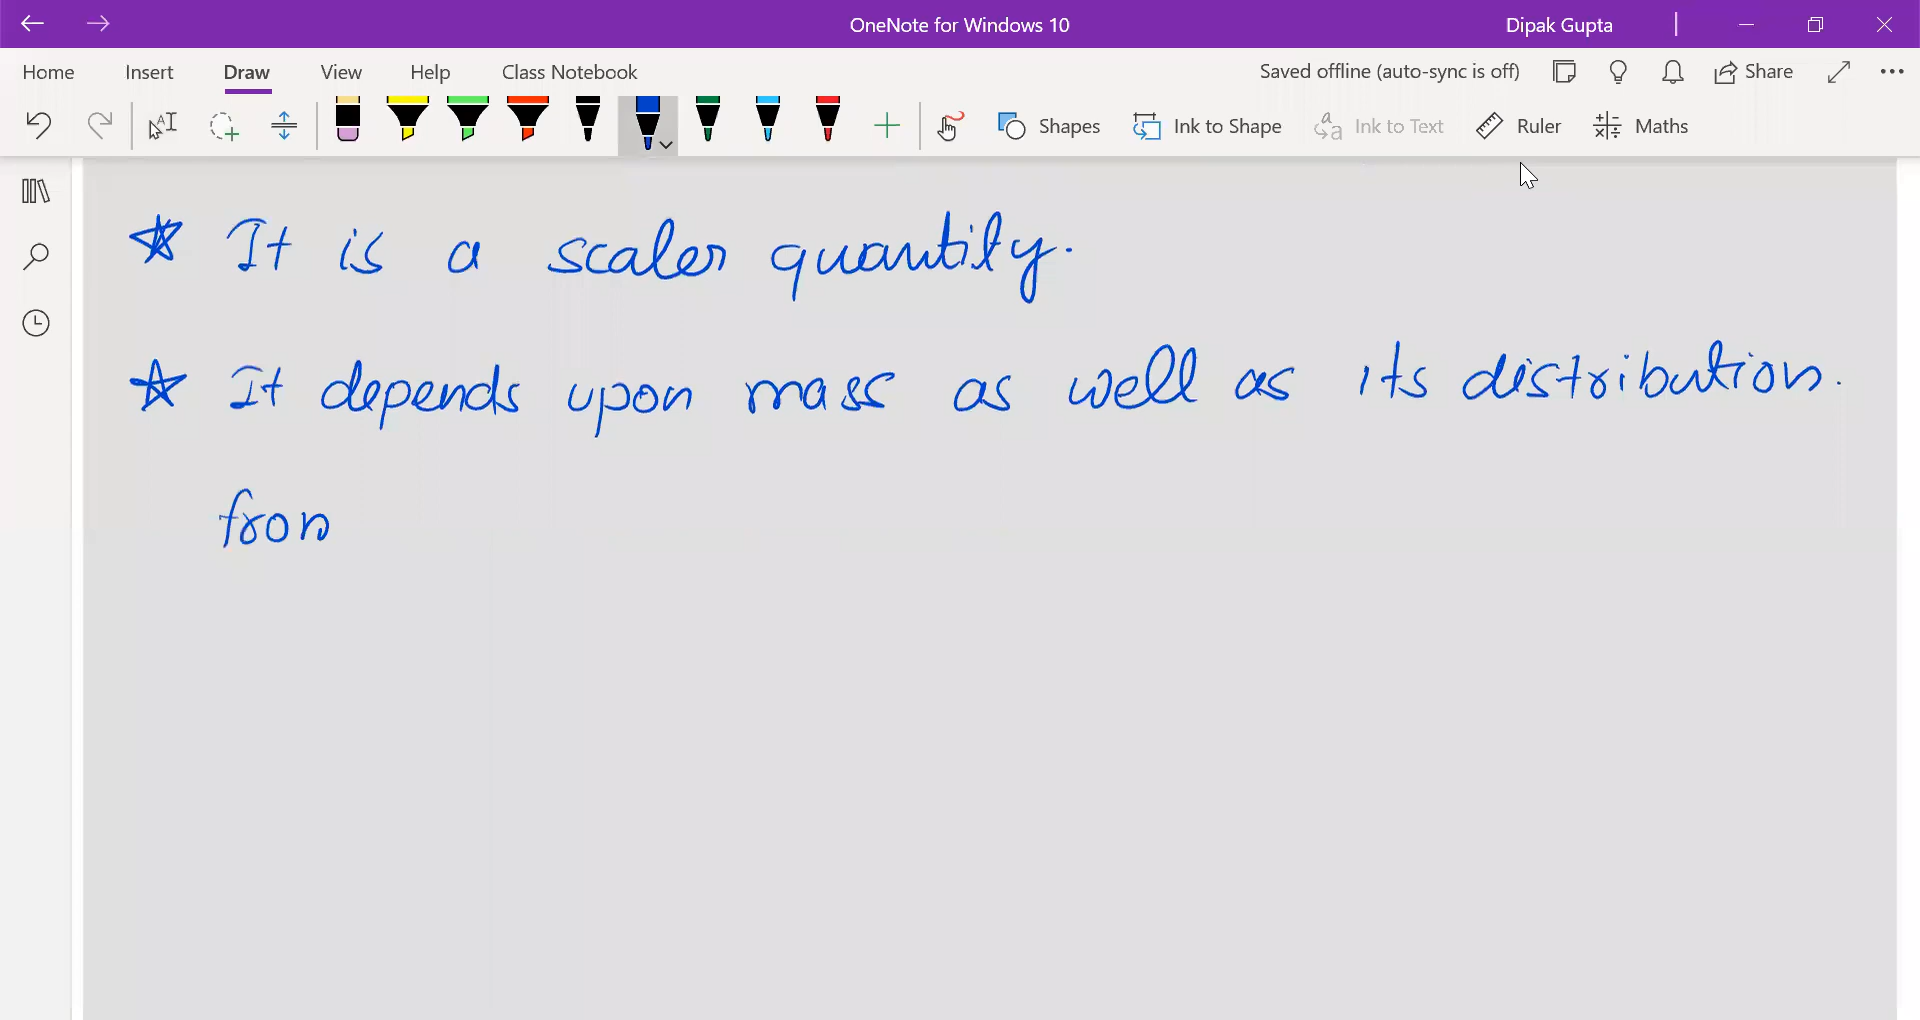 OneNote for Windows 10
Dipak Gupta
Home Insert Draw View Help Class Notebook
Saved offline (auto-sync is off) Share
Shapes Ink to Shape Ink to Text Ruler Maths
☆ It is a scaler quantity.
☆ It depends upon mass as well as its distribution.
from